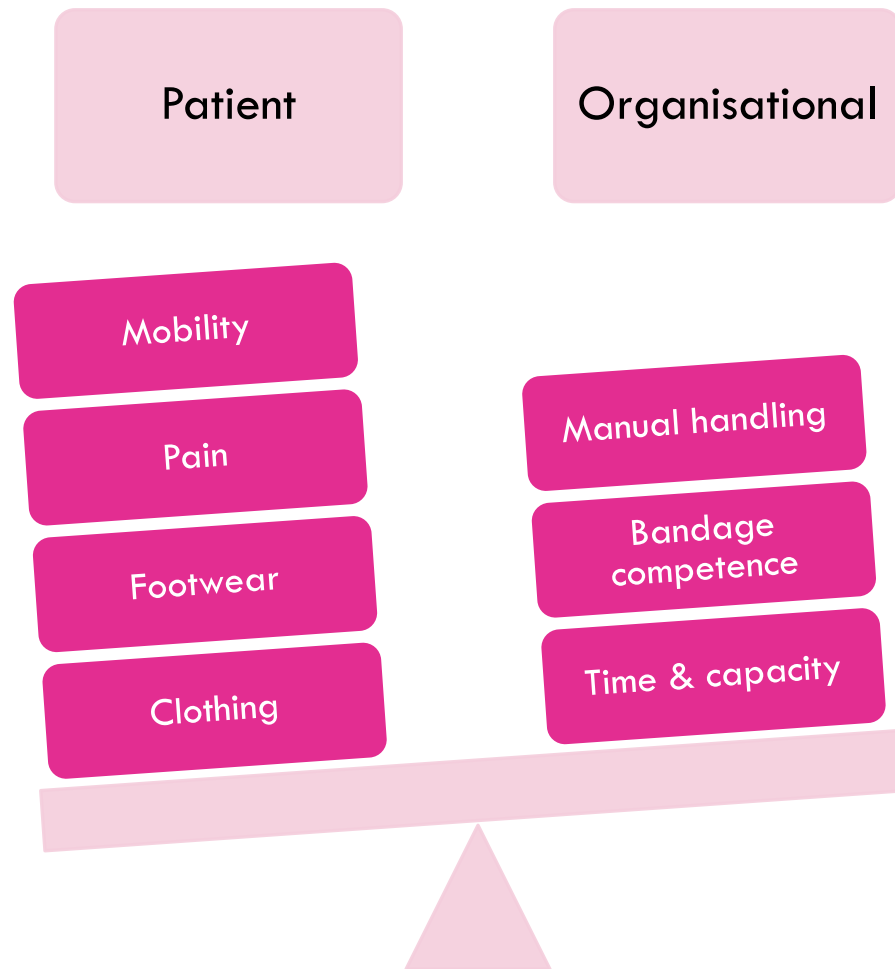 Patient
Organisational
Mobility
Pain
Footwear
Clothing
Manual handling
Bandage
competence
Time & capacity